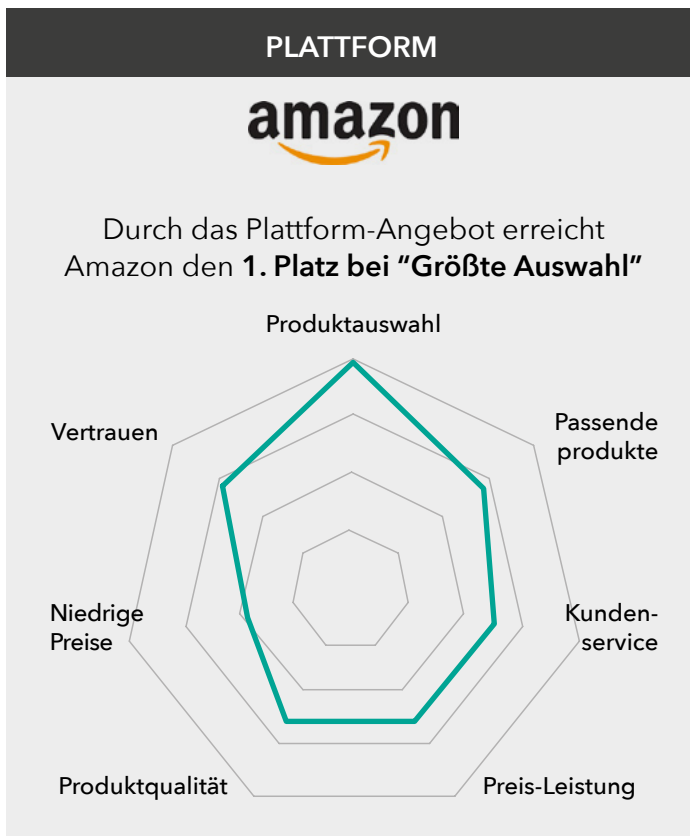 PLATTFORM
amazon
Durch das Plattform-Angebot erreicht
Amazon den 1. Platz bei “Größte Auswahl”
Produktauswahl
Passende
produkte
Vertrauen
Niedrige
Preise
Kunden-
service
Produktqualität
Preis-Leistung